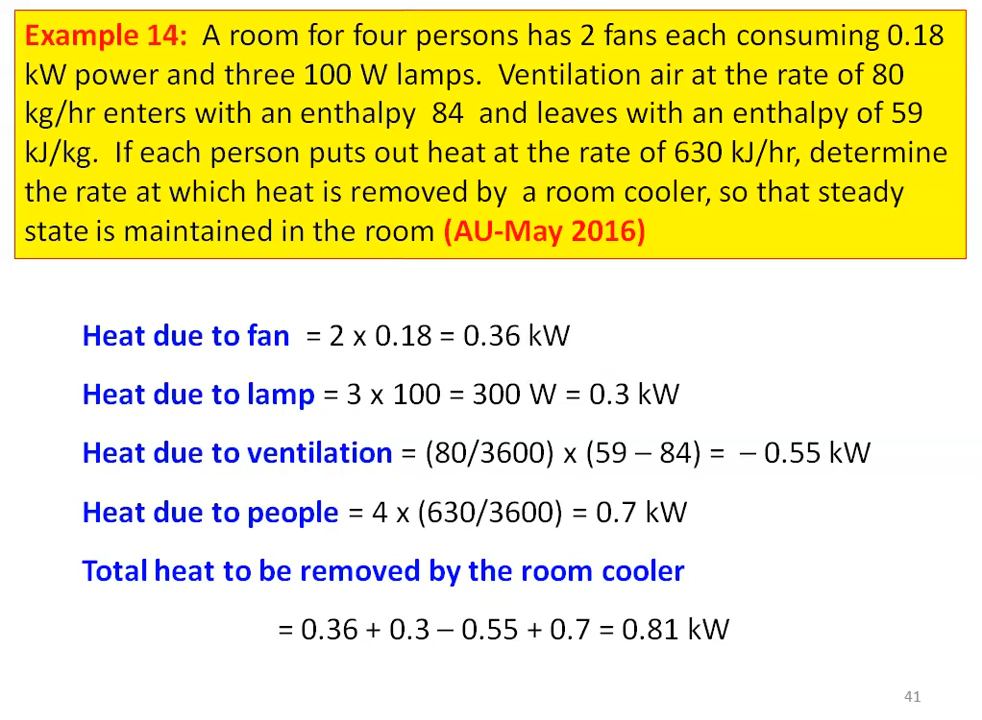 Example 14: A room for four persons has 2 fans each consuming 0.18
kW power and three 100 W lamps. Ventilation air at the rate of 80
kg/hr enters with an enthalpy 84 and leaves with an enthalpy of 59
kJ/kg. If each person puts out heat at the rate of 630 kJ/hr, determine
the rate at which heat is removed by a room cooler, so that steady
state is maintained in the room (AU-May 2016)
Heat due to fan = 2 x 0.18 = 0.36 kW
Heat due to lamp = 3 x 100 = 300 W = 0.3 kW
Heat due to ventilation = (80/3600) x (59 – 84) = – 0.55 kW
Heat due to people = 4 x (630/3600) = 0.7 kW
Total heat to be removed by the room cooler
= 0.36 + 0.3 – 0.55 + 0.7 = 0.81 kW
41